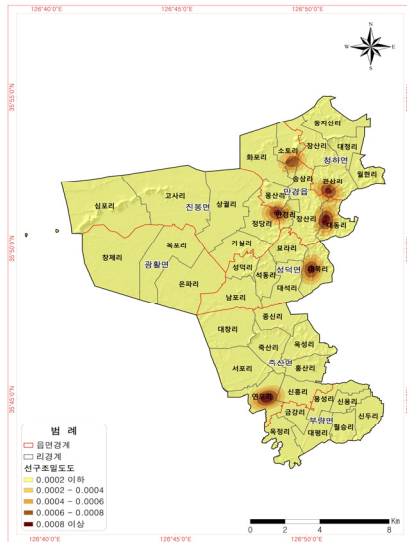 126°40'0"E
126°45'0"E
126°50'0"E
N
W
E
S
35°55'0"N
35°50'0"N
35°45'0"N
동지산리
소토리
장산리
대청리
화포리
청하면
월현리
송상리
관상리
고사리
몽산리
만경읍
심포리
상궐리
만경리
장산리
대동리
진봉면
정당리
가실리
묘라리
창제리
옥포리
광활면
성덕리
성덕면
석동리
은파리
대석리
남포리
종신리
대창리
죽산리
옥성리
죽산면
서포리
홍산리
신흥리
연포리
용성리
신용리
금강리
신두리
부량면
옥정리
월승리
대평리
범 례
읍면경계
리경계
선구조밀도도
0.0002 이하
0.0002 - 0.0004
0.0004 - 0.0006
0.0006 - 0.0008
0.0008 이상
0 2 4 8
Km
126°40'0"E
126°45'0"E
126°50'0"E